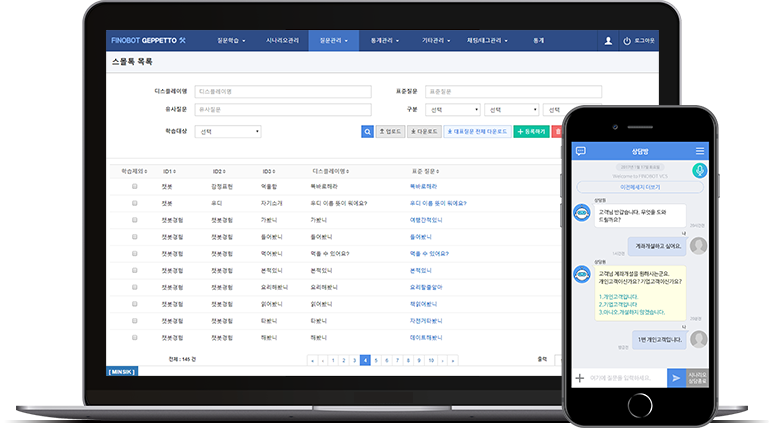 FINOBOT GEPPETTO 질문학습 시나리오관리 질문관리 통계관리 기타관리 채팅/태그관리 통계 로그아웃
스몰톡 목록
디스플레이명 디스플레이명 표준질문 표준질문
유사질문 유사질문 구분 선택 선택 선택
학습대상 선택 업로드 다운로드 대표질문 전체 다운로드 등록하기
학습제외 ID1 ID2 ID2 디스플레이명 표준 질문
챗봇 감정표현 먹을함 똑바로해라 똑바로해라
챗봇 우디 자기소개 우디 이름 뜻이 뭐에요? 우디 이름 뜻이 뭐에요?
챗봇경험 챗봇경험 가봤니 가봤니 여행간적있니
챗봇경험 챗봇경험 들어봤니 들어봤니 들어봤니
챗봇경험 챗봇경험 먹어봤니 먹을 수 있어요? 먹을 수 있어요?
챗봇경험 챗봇경험 본적있니 본적있니 본적있니
챗봇경험 챗봇경험 요리해봤니 요리해봤니 요리할줄알아
챗봇경험 챗봇경험 읽어봤니 읽어봤니 책읽어봤니
챗봇경험 챗봇경험 타봤니 타봤니 자전거타봤니
챗봇경험 챗봇경험 해봤니 해봤니 데이트해봤니
전체 : 145 건 « ‹ 1 2 3 4 5 6 7 8 9 10 › » 출력
[ MINSIK ]
상담방
Welcome to FINOBOT V1.5
이전메세지 더보기
상담원
고객님 반갑습니다. 무엇을 도와
드릴까요?
나
계좌개설하고 싶어요.
상담원
고객님 계좌개설을 원하시는군요.
개인고객이신가요? 기업고객이신가요?
1.개인고객입니다.
2.기업고객입니다
3.아니오,개설하지 않겠습니다.
나
1번 개인고객입니다.
여기에 질문을 입력하세요. 시나리오
상담종료